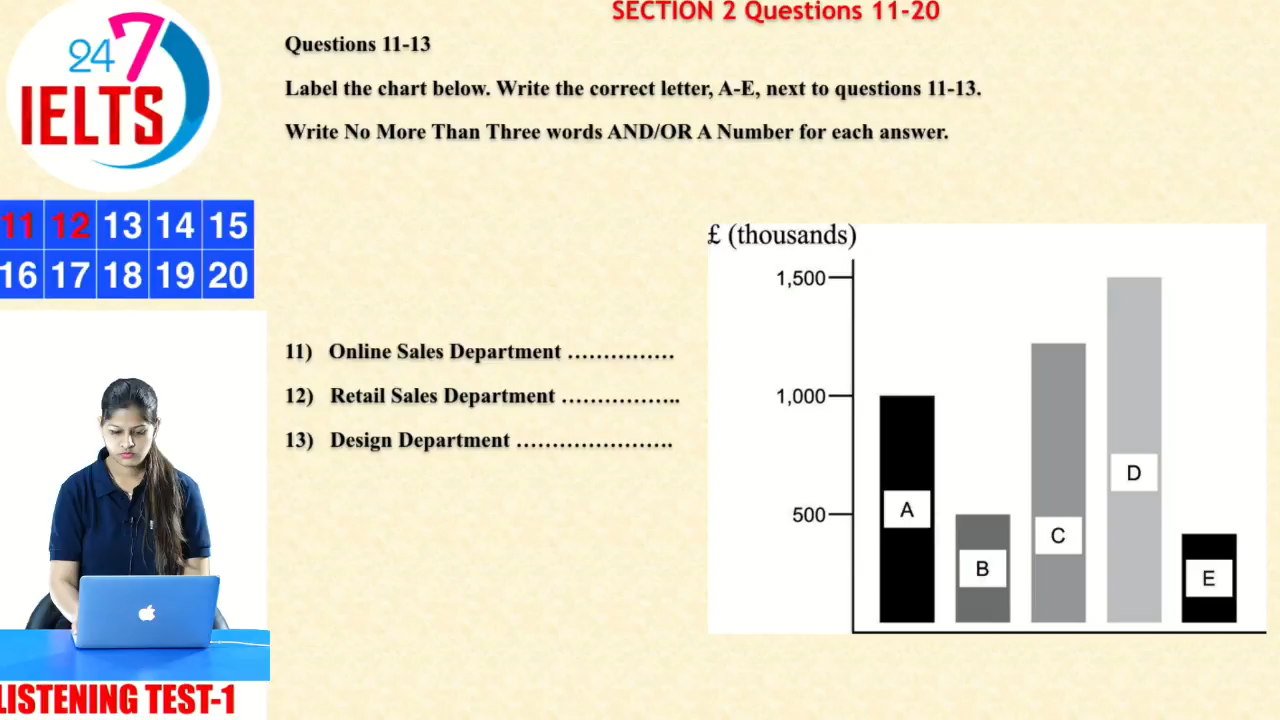 SECTION 2 Questions 11-20
24 7
IELTS
Questions 11-13
Label the chart below. Write the correct letter, A-E, next to questions 11-13.
Write No More Than Three words AND/OR A Number for each answer.
11 12 13 14 15
16 17 18 19 20
£ (thousands)
1,500
1,000
500
A
B
C
D
E
11) Online Sales Department ……………
12) Retail Sales Department ……………..
13) Design Department ………………….
LISTENING TEST-1